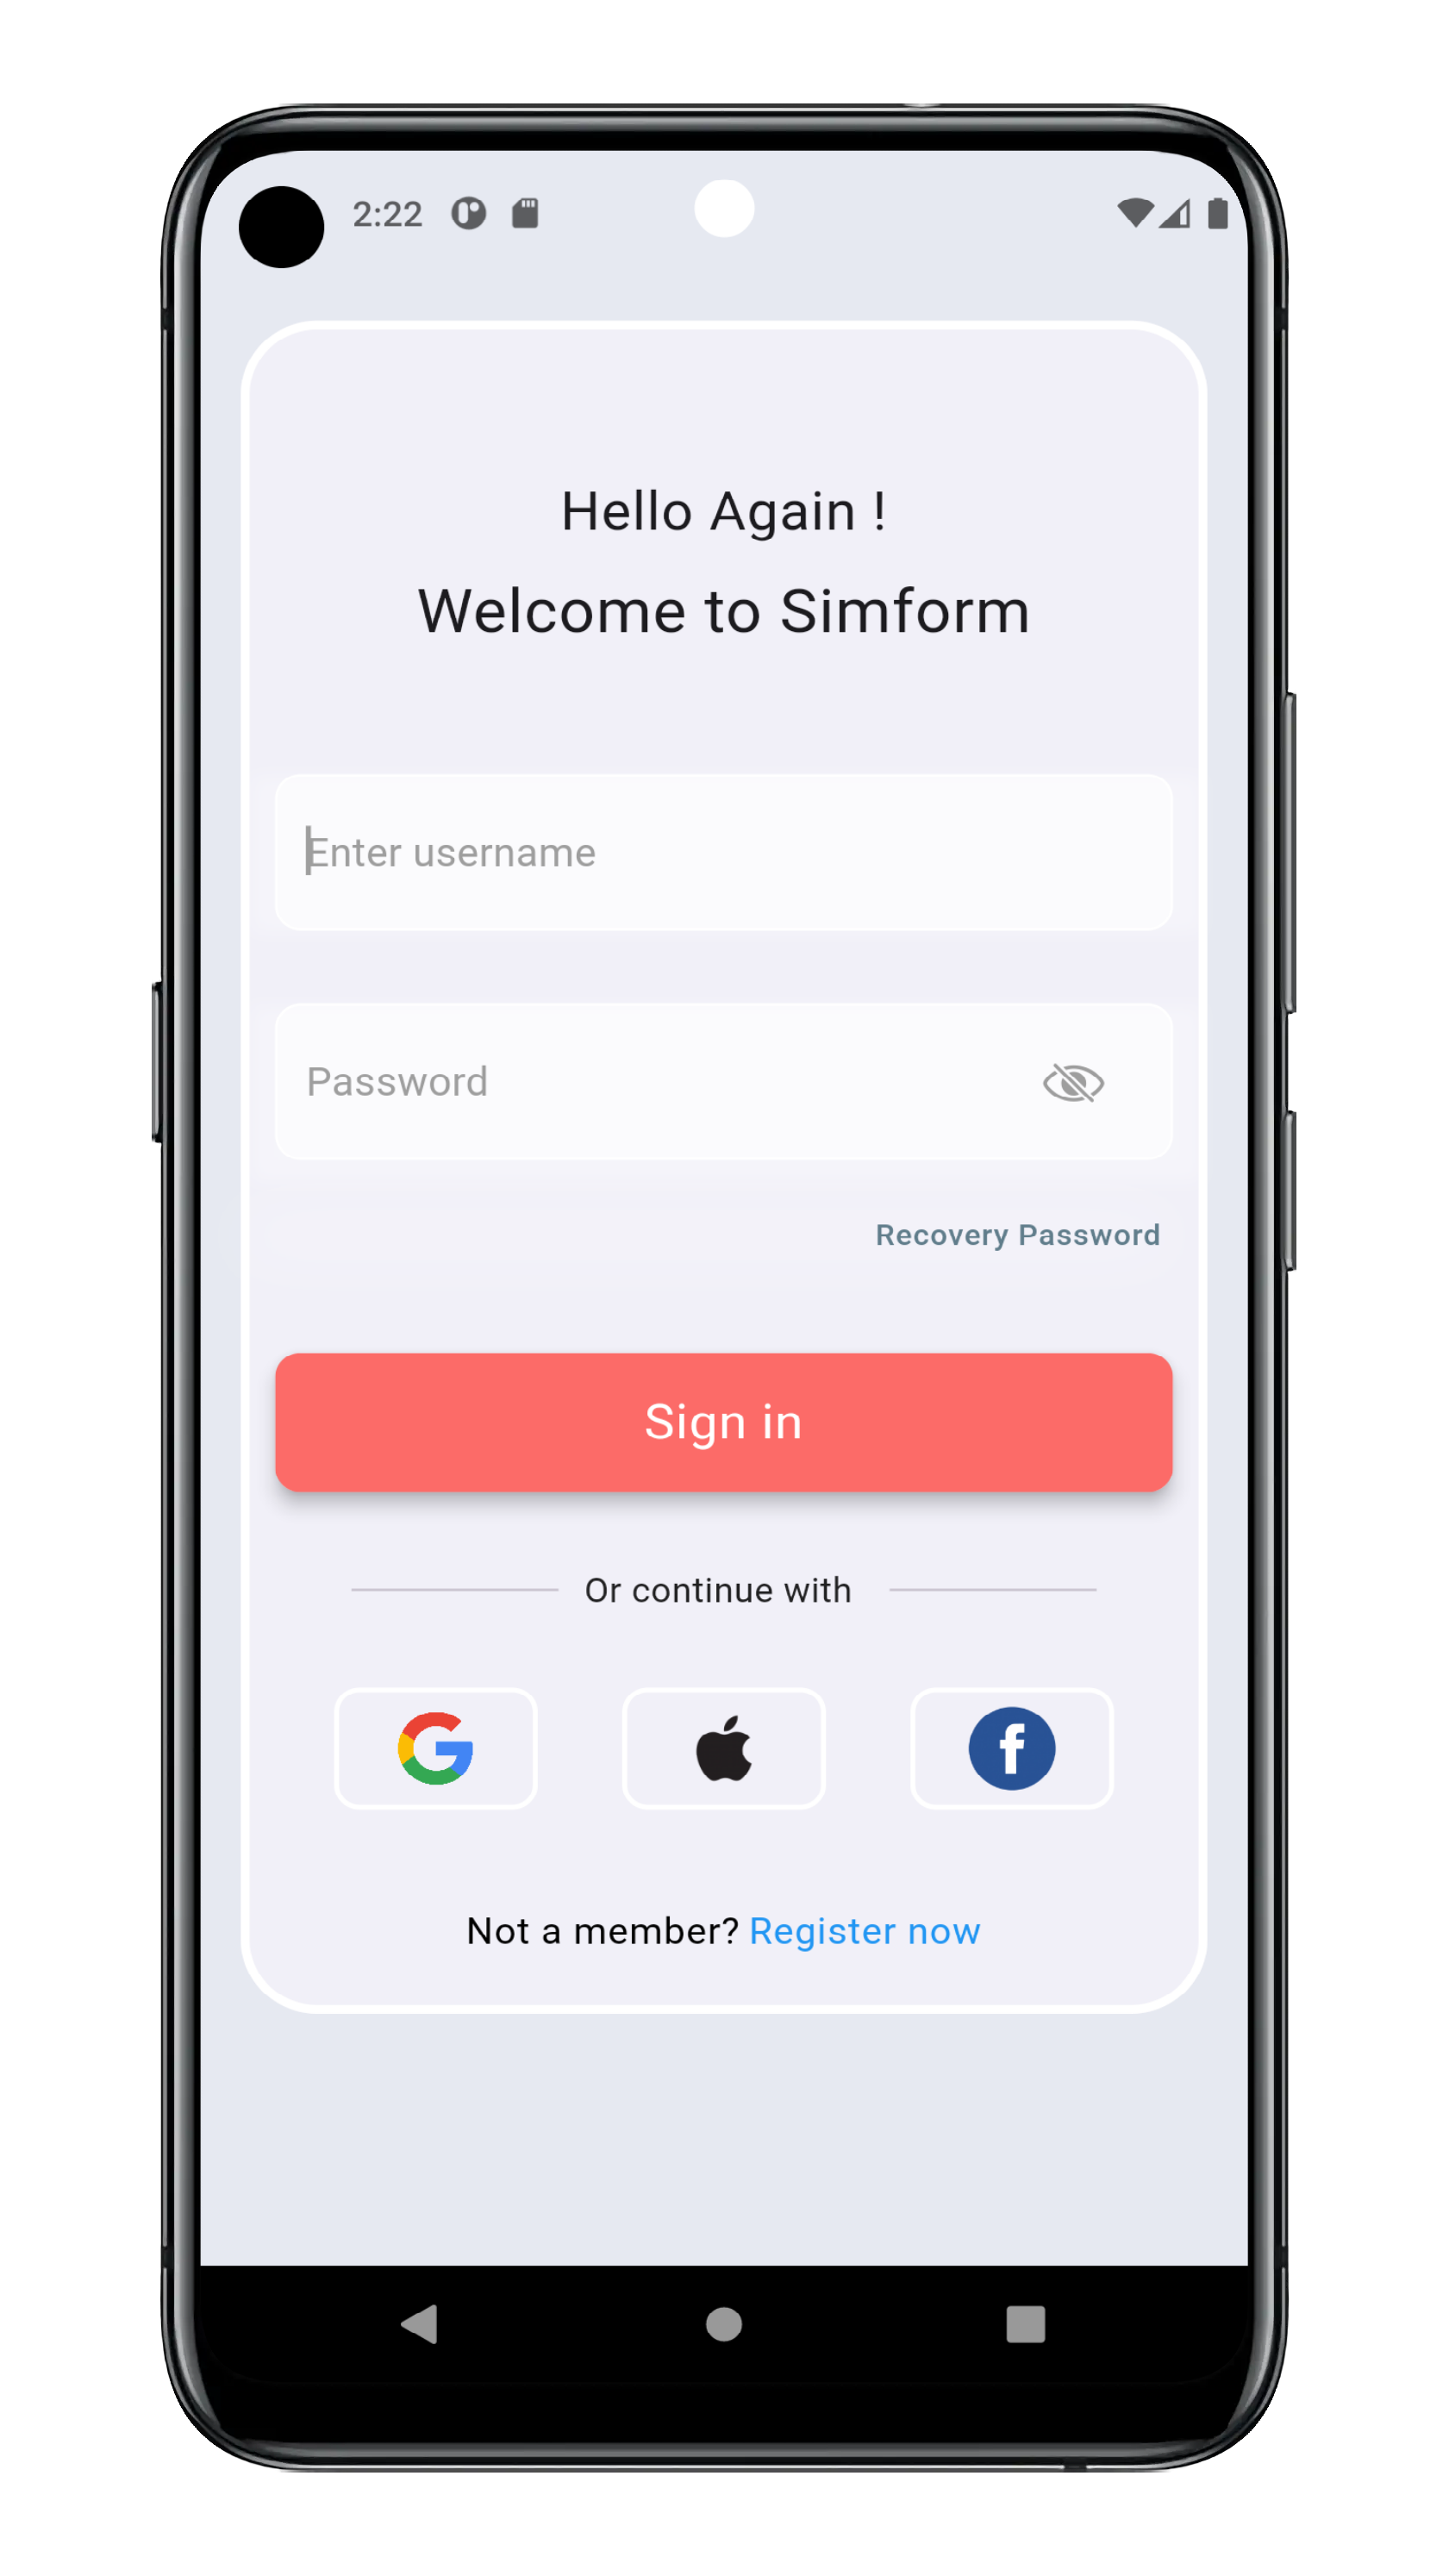 2:22
Hello Again !
Welcome to Simform
Enter username
Password
Recovery Password
Sign in
Or continue with
Not a member? Register now